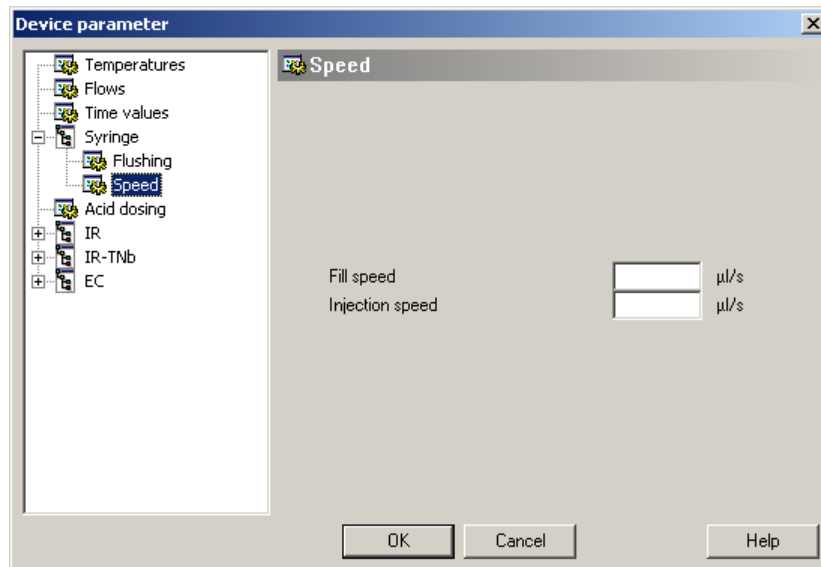 Device parameter
Temperatures
Flows
Time values
Syringe
Flushing
Speed
Acid dosing
IR
IR-TNb
EC
Speed
Fill speed µl/s
Injection speed µl/s
OK Cancel Help